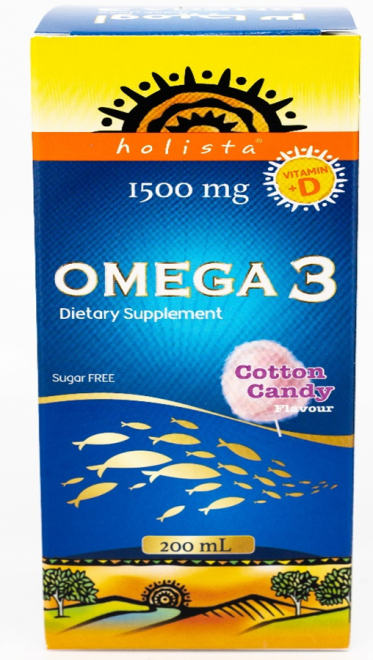 holista®
1500 mg
VITAMIN
+D
OMEGA 3
Dietary Supplement
Sugar FREE
Cotton
Candy
Flavour
200 mL